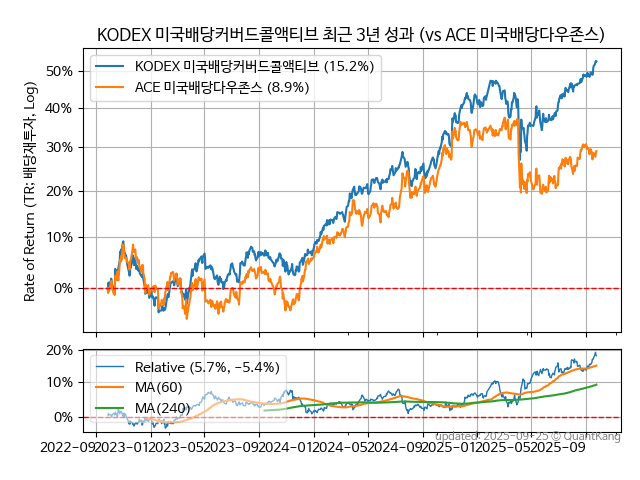 KODEX 미국배당커버드콜액티브 최근 3년 성과 (vs ACE 미국배당다우존스)
Rate of Return (TR: 배당재투자, Log)
50%
40%
30%
20%
10%
0%
KODEX 미국배당커버드콜액티브 (15.2%)
ACE 미국배당다우존스 (8.9%)
20%
10%
0%
Relative (5.7%, −5.4%)
MA(60)
MA(240)
2022-09 2023-01 2023-05 2023-09 2024-01 2024-05 2024-09 2025-01 2025-05 2025-09
updated: 2025-09-25 © QuantKang